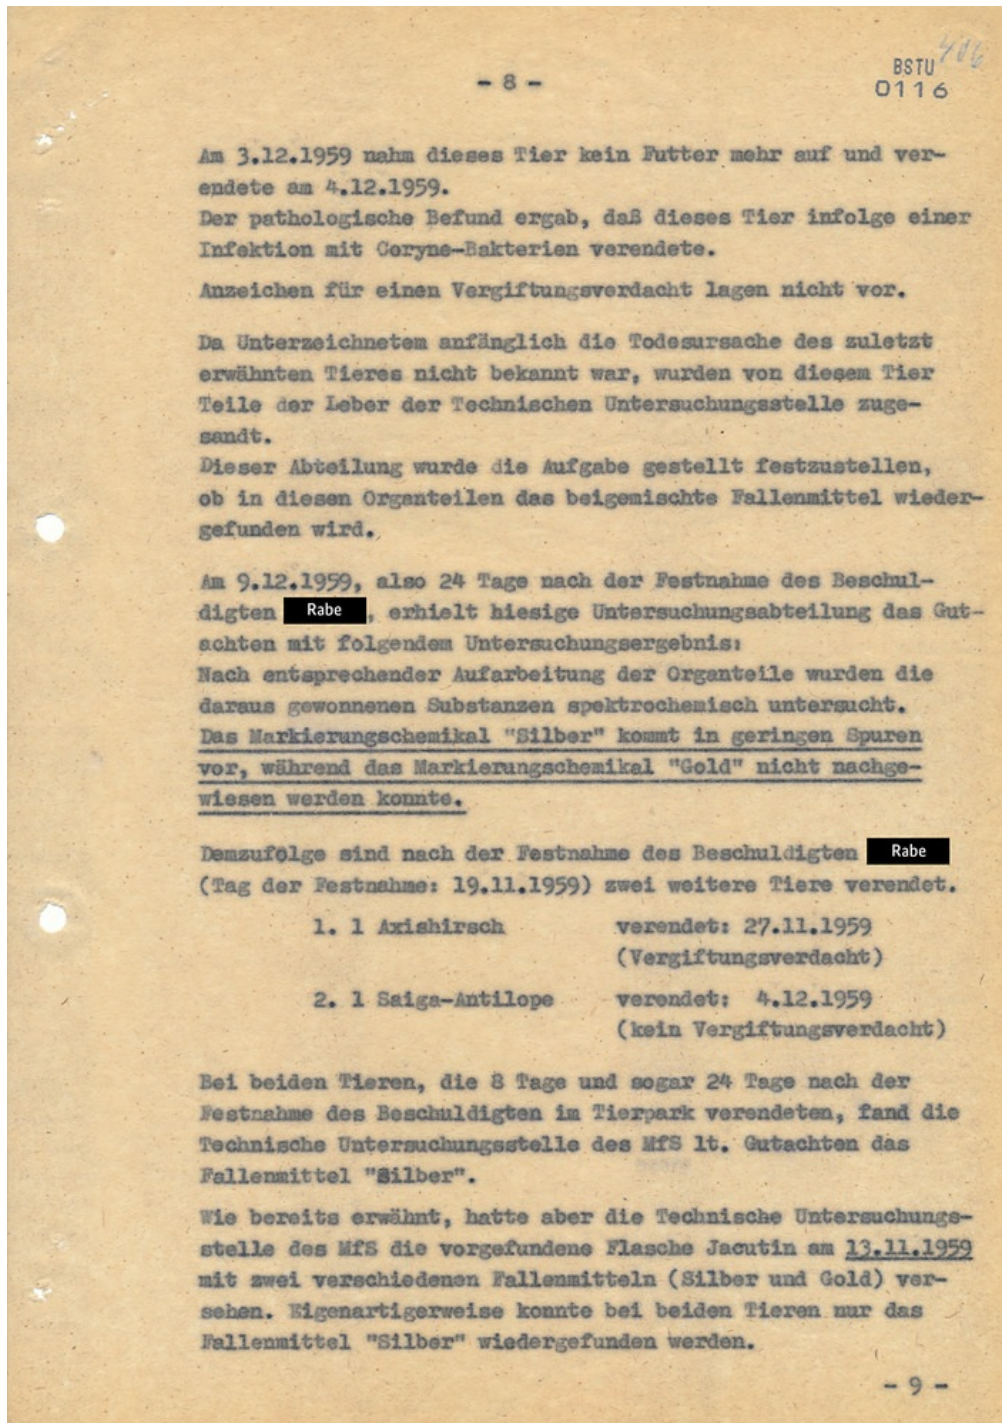 406
BSTU
0116
- 8 -
Am 3.12.1959 nahm dieses Tier kein Futter mehr auf und ver-
endete am 4.12.1959.
Der pathologische Befund ergab, daß dieses Tier infolge einer
Infektion mit Coryne-Bakterien verendete.
Anzeichen für einen Vergiftungsverdacht lagen nicht vor.
Da Unterzeichnetem anfänglich die Todesursache des zuletzt
erwähnten Tieres nicht bekannt war, wurden von diesem Tier
Teile der Leber der Technischen Untersuchungsstelle zuge-
sandt.
Dieser Abteilung wurde die Aufgabe gestellt festzustellen,
ob in diesen Organteilen das beigemischte Fallenmittel wieder-
gefunden wird.
Am 9.12.1959, also 24 Tage nach der Festnahme des Beschul-
digten Rabe, erhielt hiesige Untersuchungsabteilung das Gut-
achten mit folgendem Untersuchungsergebnis:
Nach entsprechender Aufarbeitung der Organteile wurden die
daraus gewonnenen Substanzen spektrochemisch untersucht.
Das Markierungschemikal "Silber" kommt in geringen Spuren
vor, während das Markierungschemikal "Gold" nicht nachge-
wiesen werden konnte.
Demzufolge sind nach der Festnahme des Beschuldigten Rabe
(Tag der Festnahme: 19.11.1959) zwei weitere Tiere verendet.
1. 1 Axishirsch verendet: 27.11.1959
(Vergiftungsverdacht)
2. 1 Saiga-Antilope verendet: 4.12.1959
(kein Vergiftungsverdacht)
Bei beiden Tieren, die 8 Tage und sogar 24 Tage nach der
Festnahme des Beschuldigten im Tierpark verendeten, fand die
Technische Untersuchungsstelle des MfS lt. Gutachten das
Fallenmittel "Silber".
Wie bereits erwähnt, hatte aber die Technische Untersuchungs-
stelle des MfS die vorgefundene Flasche Jacutin am 13.11.1959
mit zwei verschiedenen Fallenmitteln (Silber und Gold) ver-
sehen. Eigenartigerweise konnte bei beiden Tieren nur das
Fallenmittel "Silber" wiedergefunden werden.
- 9 -